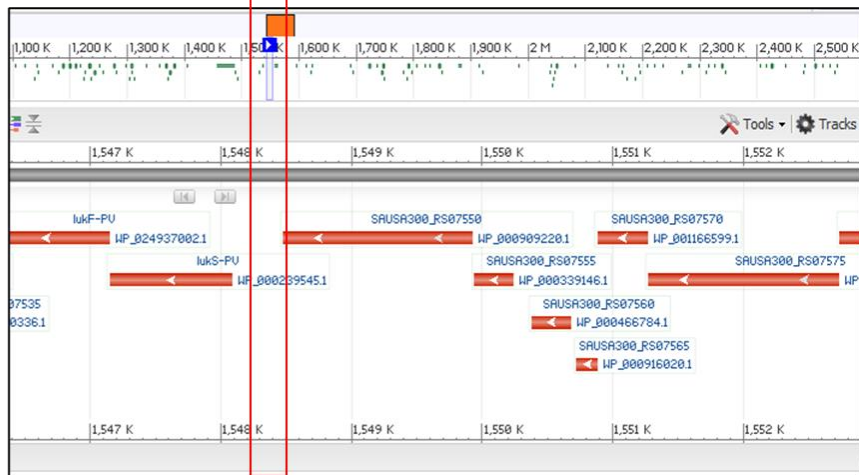 1,100 K 1,200 K 1,300 K 1,400 K 1,600 K 1,700 K 1,800 K 1,900 K 2 M 2,100 K 2,200 K 2,300 K 2,400 K 2,500 K
Tools Tracks
1,547 K 1,548 K 1,549 K 1,550 K 1,551 K 1,552 K
lukF-PV SAUSA300_RS07550 SAUSA300_RS07570
WP_024937002.1 WP_000909220.1 WP_001166599.1
lukS-PV SAUSA300_RS07555 SAUSA300_RS07575
WP_000239545.1 WP_000339146.1 WP
07535 SAUSA300_RS07560
0336.1 WP_000466784.1
SAUSA300_RS07565
WP_000916020.1
1,547 K 1,548 K 1,549 K 1,550 K 1,551 K 1,552 K